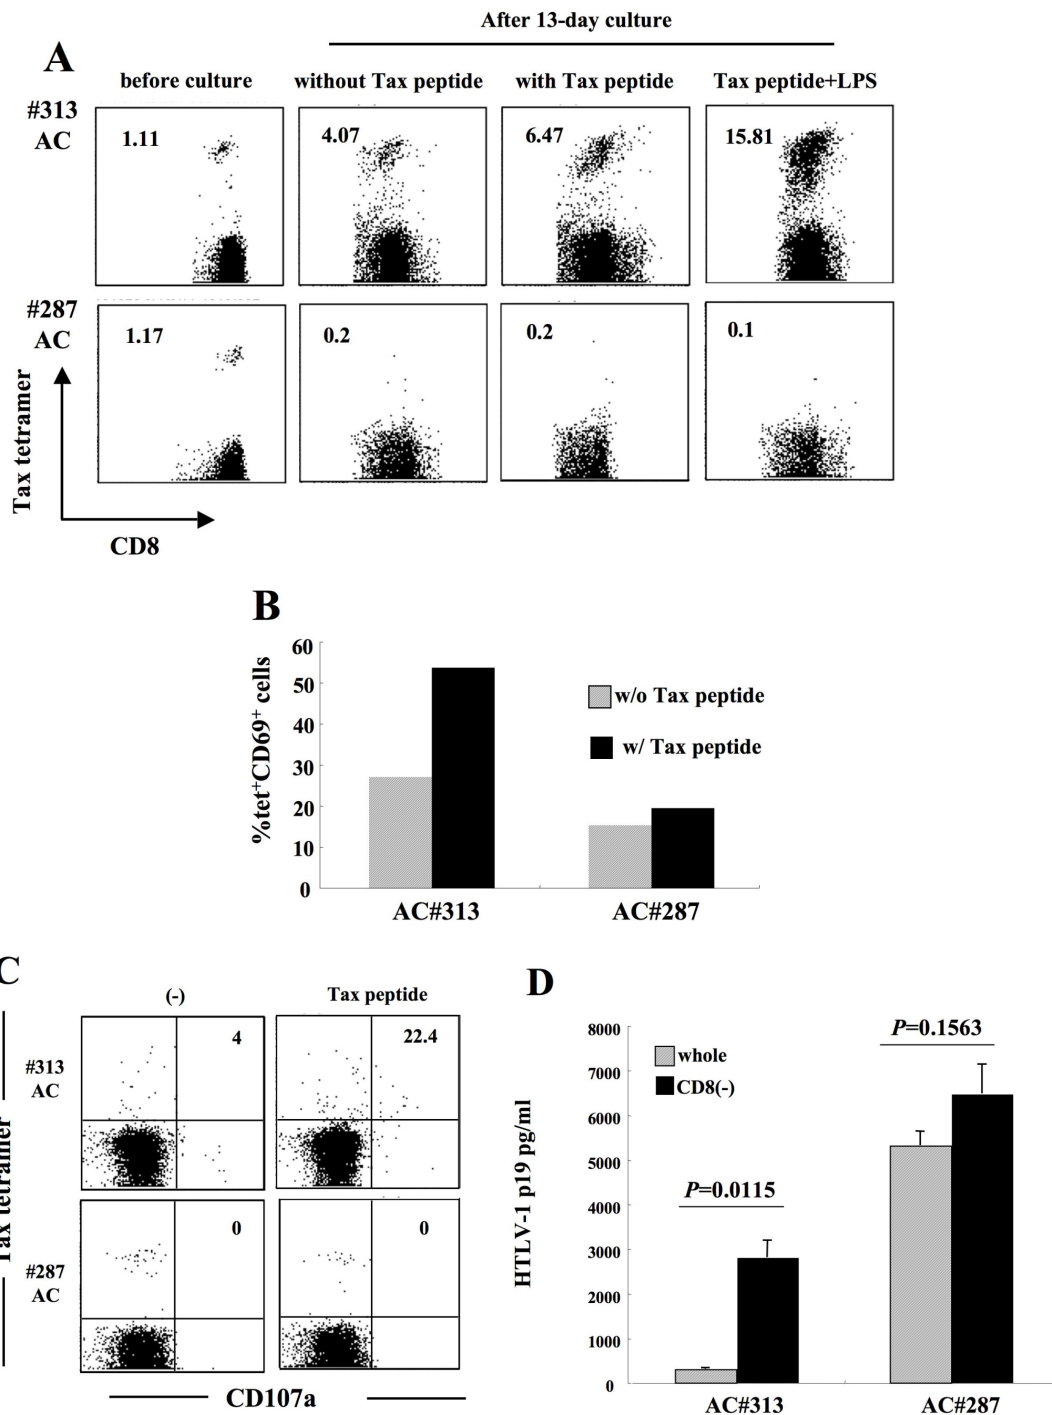 After 13-day culture
A
before culture
without Tax peptide
with Tax peptide
Tax peptide+LPS
#313
AC
1.11
4.07
6.47
15.81
#287
AC
1.17
0.2
0.2
0.1
Tax tetramer
CD8
B
60
50
40
30
20
10
0
%tet+CD69+ cells
w/o Tax peptide
w/ Tax peptide
AC#313
AC#287
C
(-)
Tax peptide
#313
AC
4
22.4
#287
AC
0
0
Tax tetramer
CD107a
D
8000
7000
6000
5000
4000
3000
2000
1000
0
HTLV-1 p19 pg/ml
whole
CD8(-)
P=0.0115
P=0.1563
AC#313
AC#287